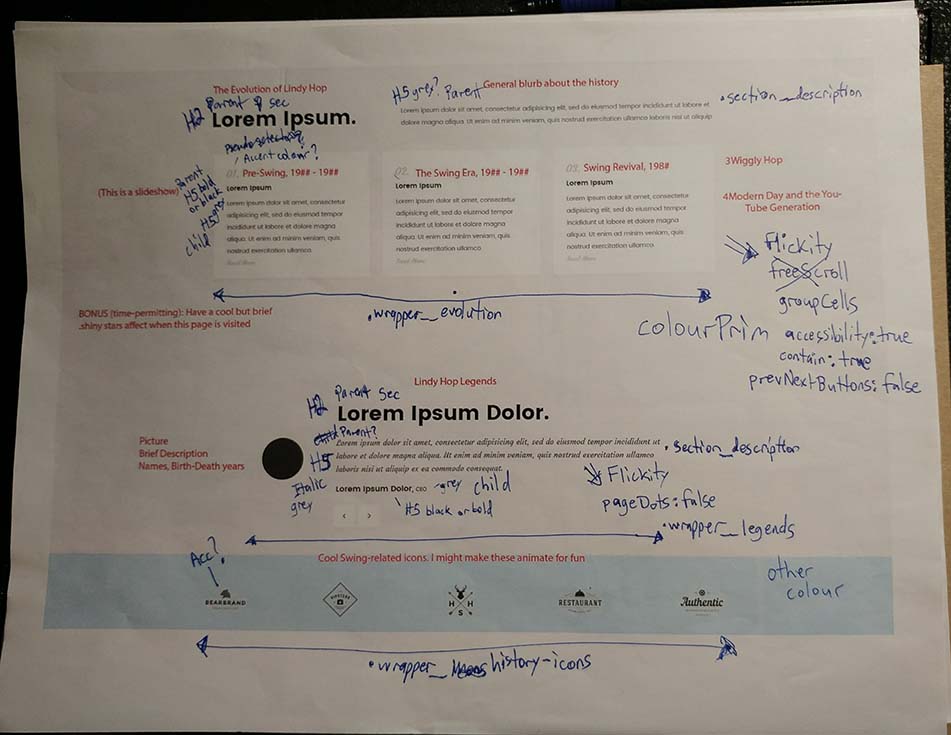 The Evolution of Lindy Hop
H2 Parent & sec
Lorem Ipsum.
H5 grey? Parent
General blurb about the history
Lorem ipsum dolor sit amet, consectetur adipisicing elit, sed do eiusmod tempor incididunt ut labore et
dolore magna aliqua. Ut enim ad minim veniam, quis nostrud exercitation ullamco laboris nisi ut aliquip
.section__description
Accent colour?
(This is a slideshow)
Parent
H5 bold
or black
H5 grey
child
01. Pre-Swing, 19## - 19##
Lorem Ipsum
Lorem ipsum dolor sit amet, consectetur
adipisicing elit, sed do eiusmod tempor
incididunt ut labore et dolore magna
aliqua. Ut enim ad minim veniam, quis
nostrud exercitation ullamco
Read More
02. The Swing Era, 19## - 19##
Lorem Ipsum
Lorem ipsum dolor sit amet, consectetur
adipisicing elit, sed do eiusmod tempor
incididunt ut labore et dolore magna
aliqua. Ut enim ad minim veniam, quis
nostrud exercitation ullamco
Read More
03. Swing Revival, 198#
Lorem Ipsum
Lorem ipsum dolor sit amet, consectetur
adipisicing elit, sed do eiusmod tempor
incididunt ut labore et dolore magna
aliqua. Ut enim ad minim veniam, quis
nostrud exercitation ullamco
Read More
3Wiggly Hop
4Modern Day and the You-
Tube Generation
Flickity
freeScroll
groupCells
colourPrim accessibility: true
contain: true
prevNextButtons: false
.wrapper__evolution
BONUS (time-permitting): Have a cool but brief
.shiny stars affect when this page is visited
Lindy Hop Legends
H2 Parent Sec
Lorem Ipsum Dolor.
Picture
Brief Description
Names, Birth-Death years
child Parent?
H5
Italic
grey
Lorem ipsum dolor sit amet, consectetur adipisicing elit, sed do eiusmod tempor incididunt ut
labore et dolore magna aliqua. Ut enim ad minim veniam, quis nostrud exercitation ullamco
laboris nisi ut aliquip ex ea commodo consequat.
.section__description
Lorem Ipsum Dolor, CEO -grey child
H5 black or bold
< >
Flickity
pageDots: false
.wrapper__legends
Acc?
Cool Swing-related icons. I might make these animate for fun
other
colour
BEARBRAND
HIPSTERS
H H
S
RESTAURANT
Authentic
.wrapper__ history-icons